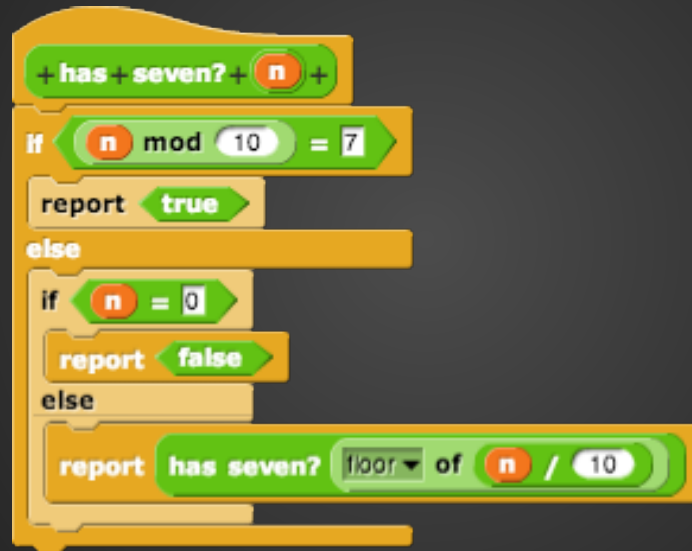 + has + seven? + n +
if n mod 10 = 7
report true
else
if n = 0
report false
else
report has seven? floor of n / 10